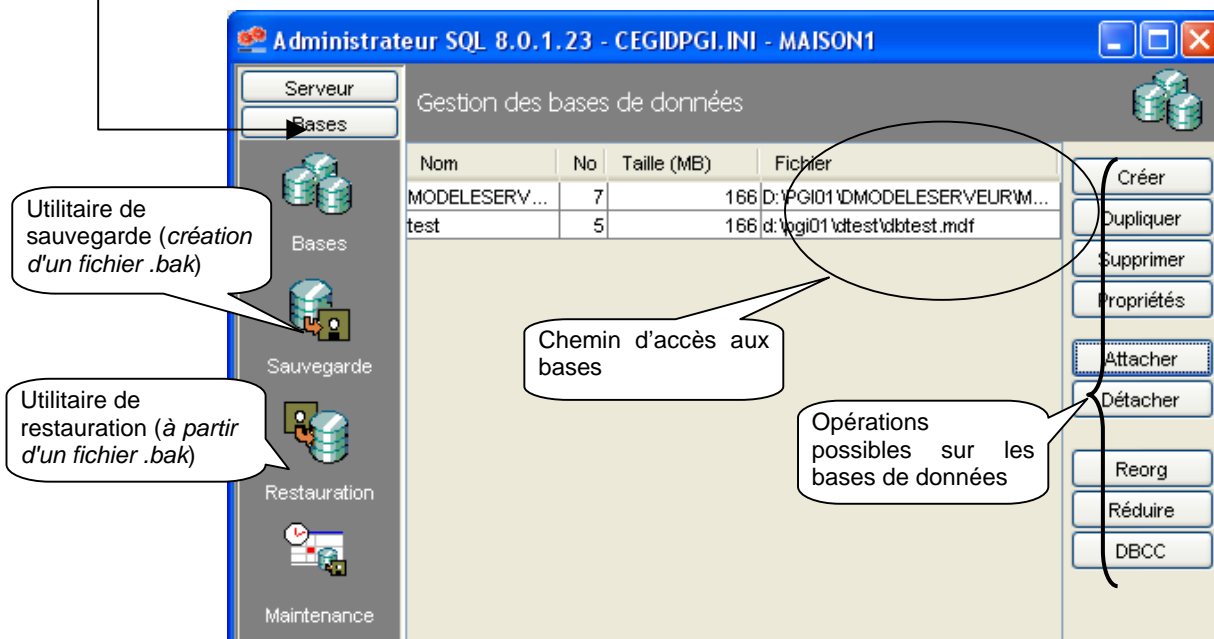 Administrateur SQL 8.0.1.23 - CEGIDPGI.INI - MAISON1
Serveur
Bases
Gestion des bases de données
Nom No Taille (MB) Fichier
MODELESERV... 7 166 D:\PGI01\DMODELESERVEUR\M...
test 5 166 d:\pgi01\dtest\dbtest.mdf
Bases
Sauvegarde
Restauration
Maintenance
Utilitaire de
sauvegarde (création
d'un fichier .bak)
Utilitaire de
restauration (à partir
d'un fichier .bak)
Chemin d’accès aux
bases
Opérations
possibles sur les
bases de données
Créer
Dupliquer
Supprimer
Propriétés
Attacher
Détacher
Reorg
Réduire
DBCC